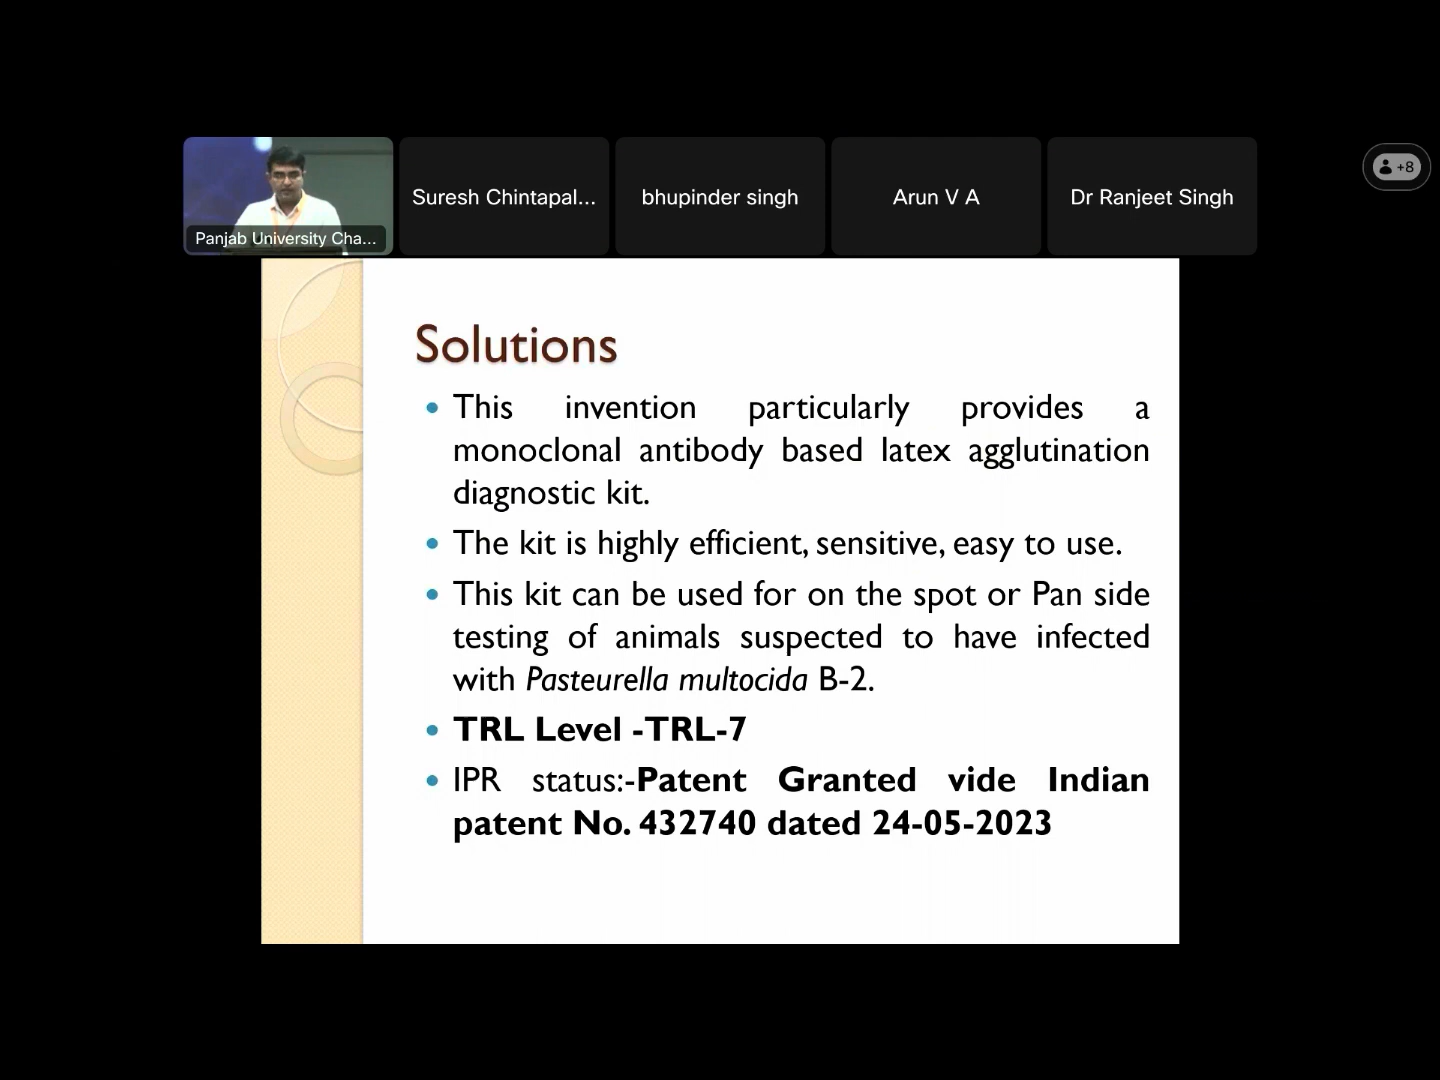 Panjab University Cha...
Suresh Chintapal...
bhupinder singh
Arun V A
Dr Ranjeet Singh
+8
Solutions
• This invention particularly provides a
monoclonal antibody based latex agglutination
diagnostic kit.
• The kit is highly efficient, sensitive, easy to use.
• This kit can be used for on the spot or Pan side
testing of animals suspected to have infected
with Pasteurella multocida B-2.
• TRL Level -TRL-7
• IPR status:-Patent Granted vide Indian
patent No. 432740 dated 24-05-2023